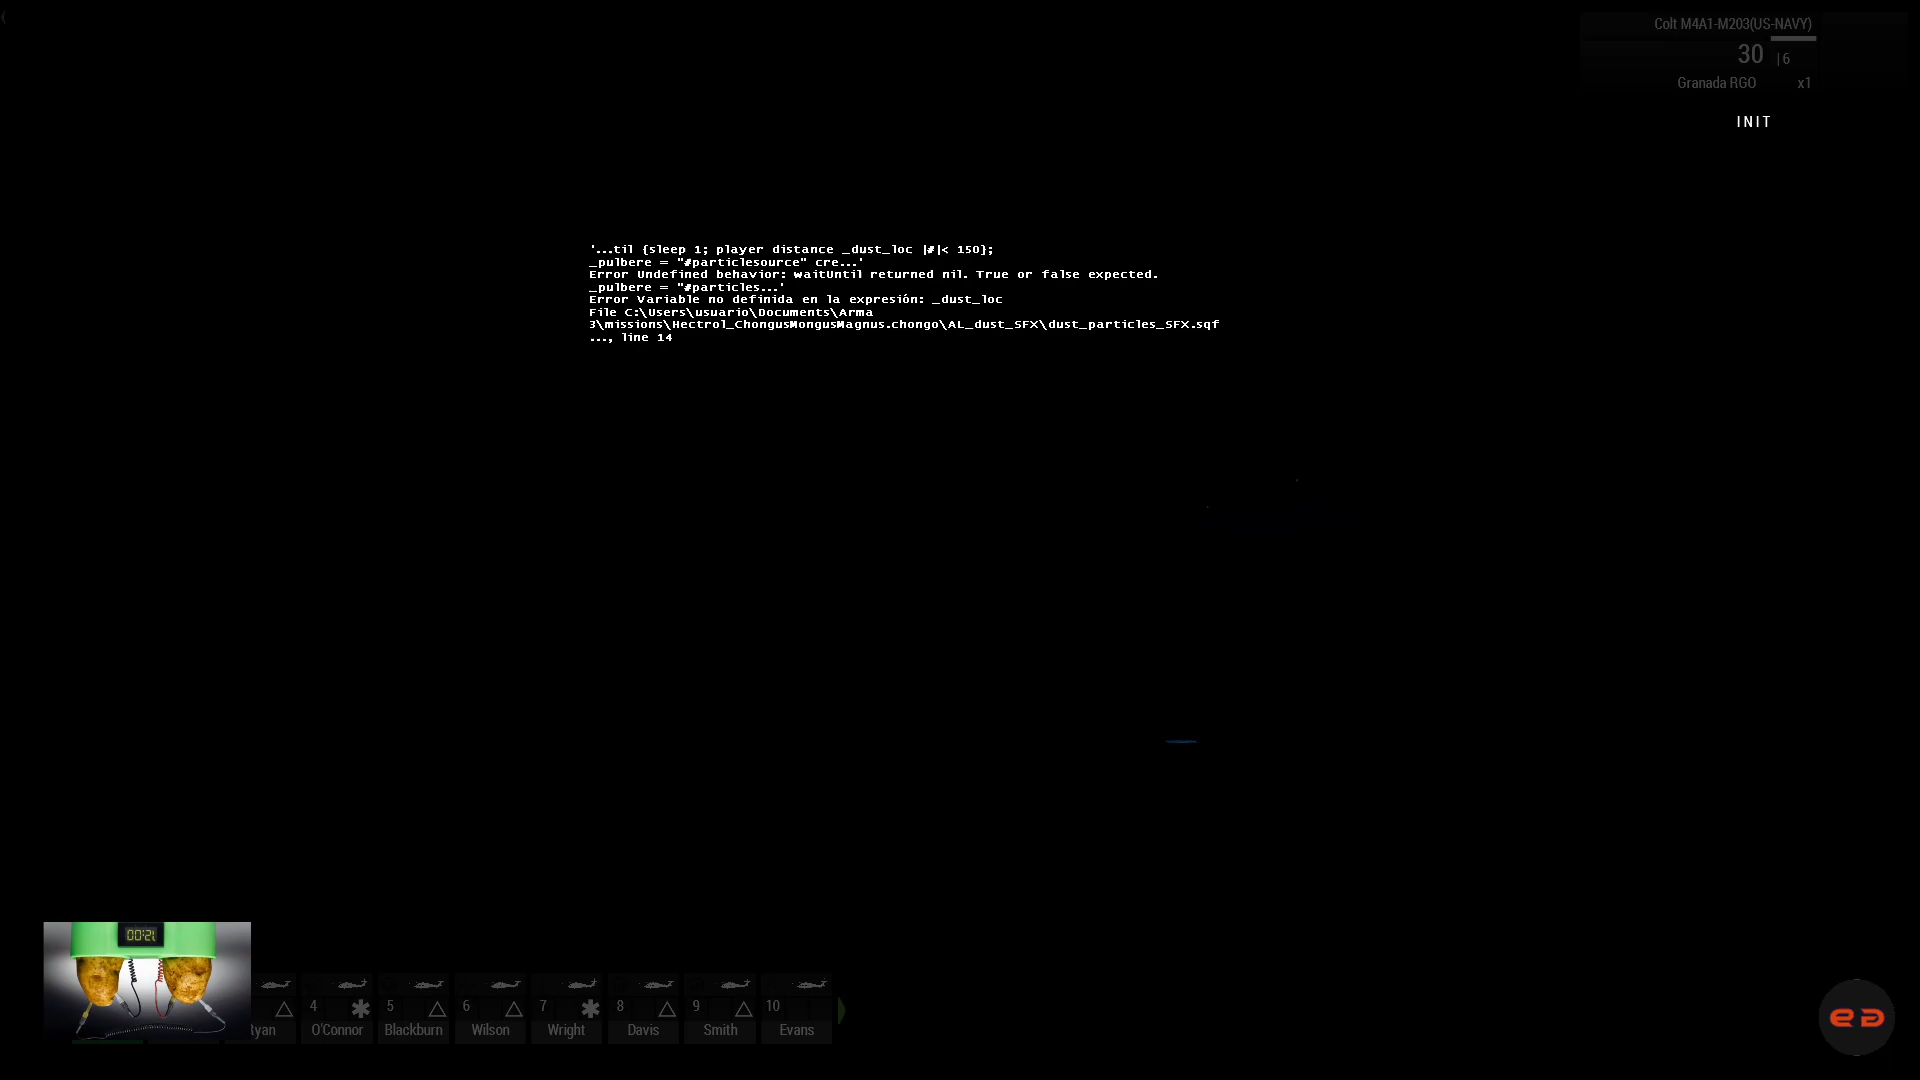 Colt M4A1-M203(US-NAVY)
30 |6
Granada RGO x1
INIT
'...til {sleep 1; player distance _dust_loc |#|< 150};
_pulbere = "#particlesource" cre...'
Error Undefined behavior: waitUntil returned nil. True or false expected.
_pulbere = "#particles...'
Error Variable no definida en la expresión: _dust_loc
File C:\Users\usuario\Documents\Arma
3\missions\Hectrol_ChongusMongusMagnus.chongo\AL_dust_SFX\dust_particles_SFX.sqf
..., line 14
00:21
4 5 6 7 8 9 10
Ryan O'Connor Blackburn Wilson Wright Davis Smith Evans